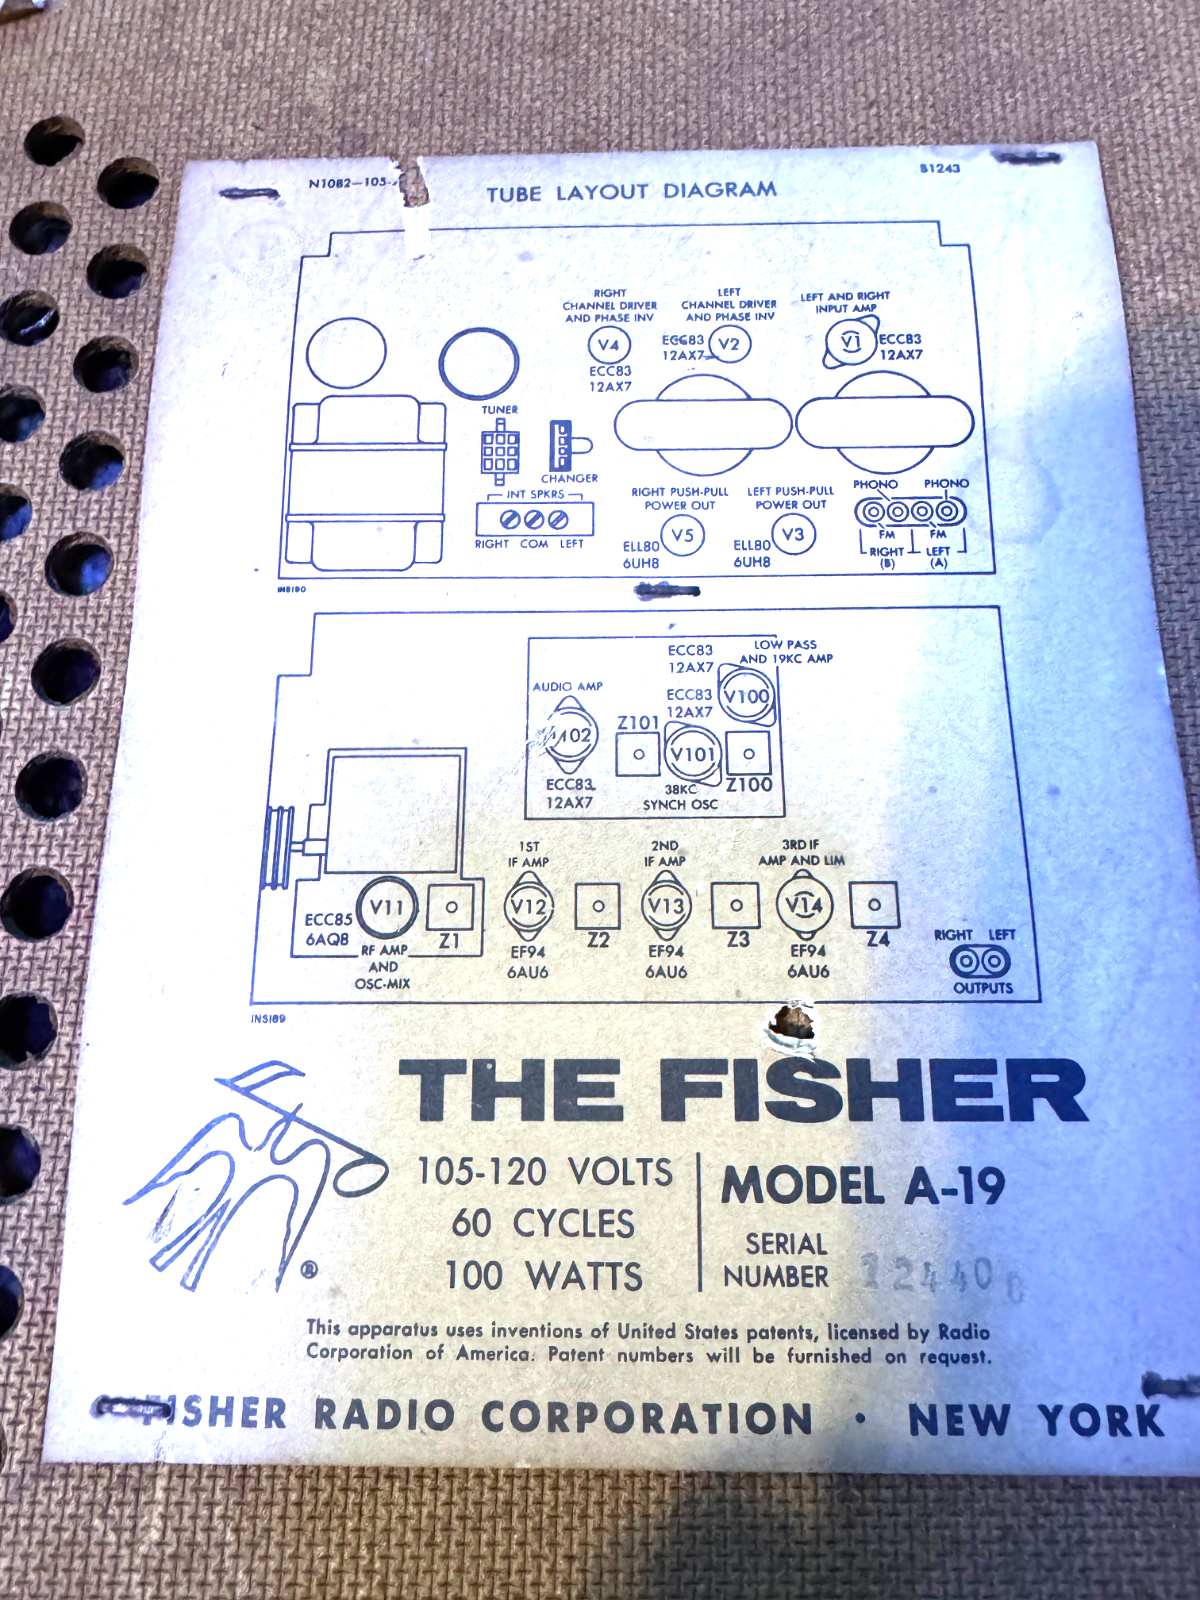 N1082-105-
S1243
TUBE LAYOUT DIAGRAM
RIGHT
CHANNEL DRIVER
AND PHASE INV
V4
ECC83
12AX7
LEFT
CHANNEL DRIVER
AND PHASE INV
ECC83
12AX7
V2
LEFT AND RIGHT
INPUT AMP
V1
ECC83
12AX7
TUNER
CHANGER
INT SPKRS
RIGHT COM LEFT
RIGHT PUSH-PULL
POWER OUT
ELL80
6UH8
V5
LEFT PUSH-PULL
POWER OUT
ELL80
6UH8
V3
PHONO PHONO
FM FM
RIGHT LEFT
(B) (A)
INS190
ECC83
12AX7
LOW PASS
AND 19KC AMP
V100
AUDIO AMP
ECC83
12AX7
Z101
V101
Z100
38KC
SYNCH OSC
ECC83
12AX7
1ST
IF AMP
2ND
IF AMP
3RD IF
AMP AND LIM
ECC85
6AQ8
V11
RF AMP
AND
OSC-MIX
Z1
V12
EF94
6AU6
Z2
V13
EF94
6AU6
Z3
V14
EF94
6AU6
Z4
RIGHT LEFT
OUTPUTS
INS189
THE FISHER
105-120 VOLTS
60 CYCLES
100 WATTS
®
MODEL A-19
SERIAL
NUMBER 12440
This apparatus uses inventions of United States patents, licensed by Radio
Corporation of America. Patent numbers will be furnished on request.
FISHER RADIO CORPORATION · NEW YORK